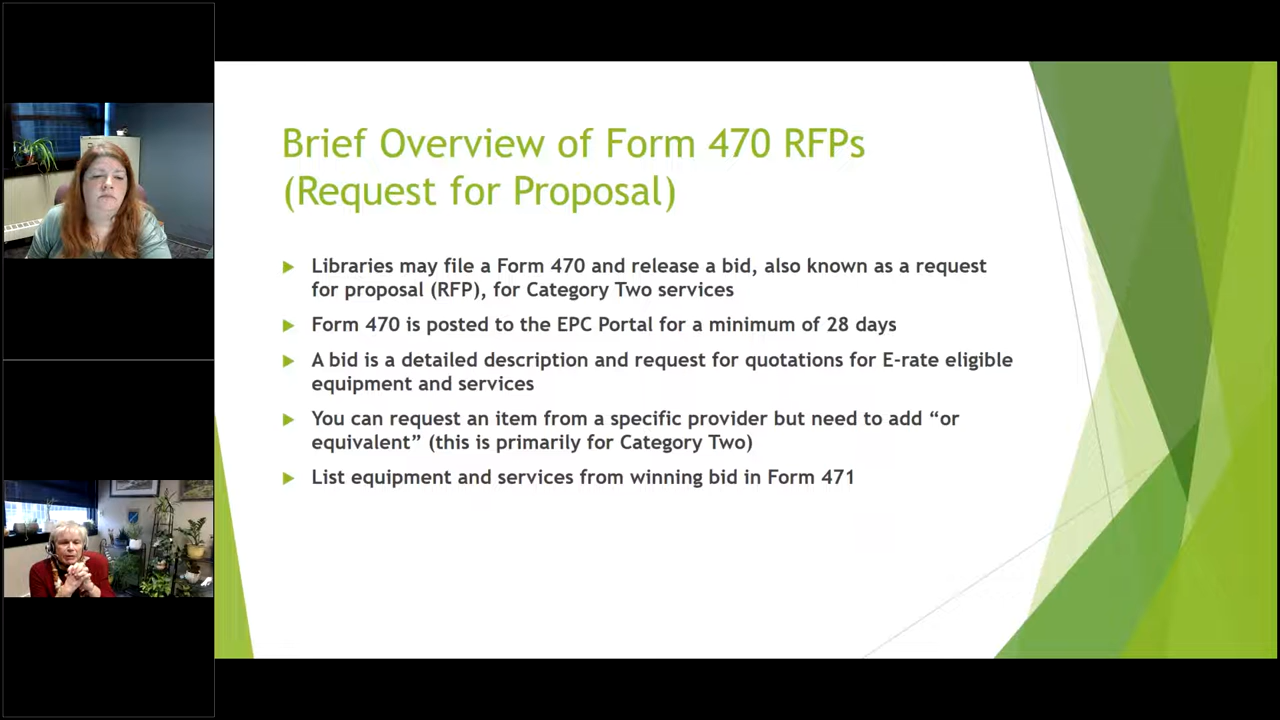 Brief Overview of Form 470 RFPs
(Request for Proposal)
Libraries may file a Form 470 and release a bid, also known as a request
for proposal (RFP), for Category Two services
Form 470 is posted to the EPC Portal for a minimum of 28 days
A bid is a detailed description and request for quotations for E-rate eligible
equipment and services
You can request an item from a specific provider but need to add “or
equivalent” (this is primarily for Category Two)
List equipment and services from winning bid in Form 471